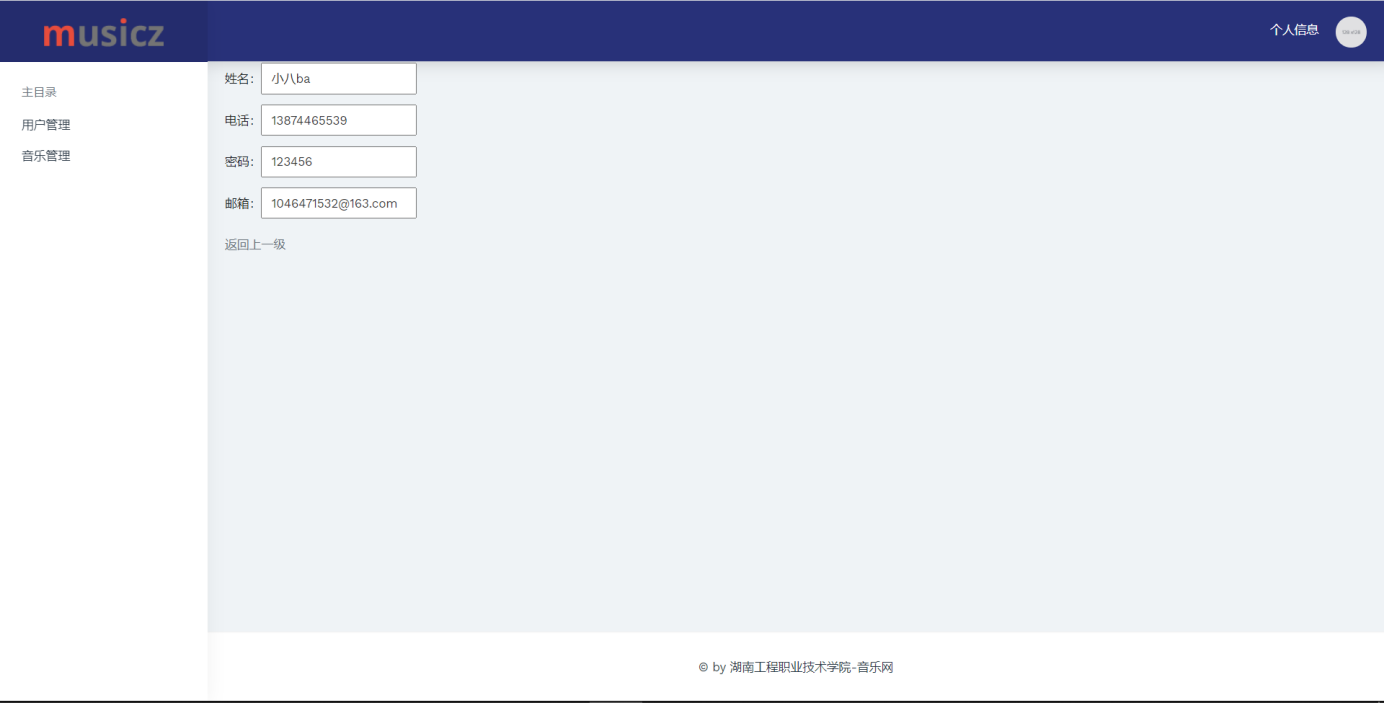 musicz
个人信息
主目录
用户管理
音乐管理
姓名：小八ba
电话：13874465539
密码：123456
邮箱：1046471532@163.com
返回上一级
© by 湖南工程职业技术学院-音乐网